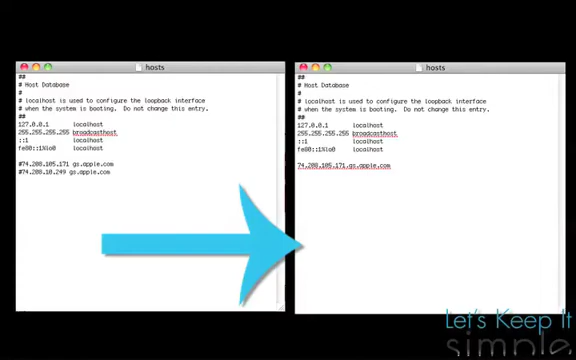 hosts
##
# Host Database
#
# localhost is used to configure the loopback interface
# when the system is booting. Do not change this entry.
##
127.0.0.1 localhost
255.255.255.255 broadcasthost
::1 localhost
fe80::1%lo0 localhost
#74.208.105.171 gs.apple.com
#74.208.10.249 gs.apple.com
hosts
##
# Host Database
#
# localhost is used to configure the loopback interface
# when the system is booting. Do not change this entry.
##
127.0.0.1 localhost
255.255.255.255 broadcasthost
::1 localhost
fe80::1%lo0 localhost
74.208.105.171.gs.apple.com
Let's Keep It
simple